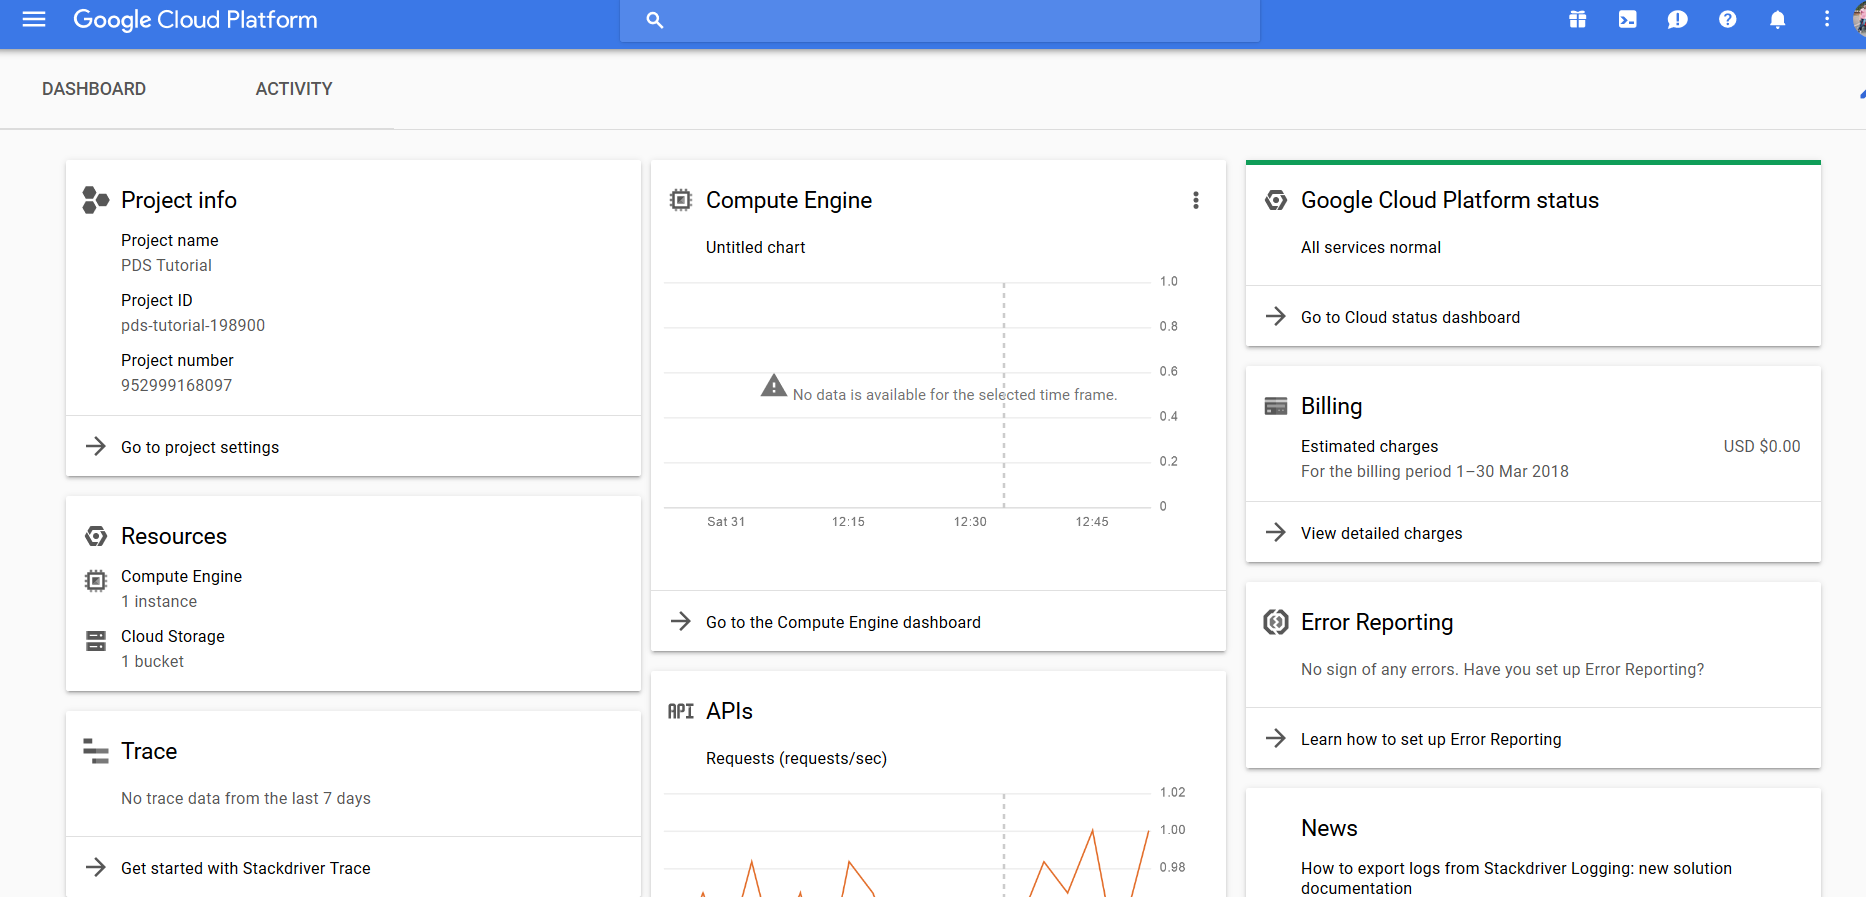 Google Cloud Platform
DASHBOARD
ACTIVITY
Project info
Project name
PDS Tutorial
Project ID
pds-tutorial-198900
Project number
952999168097
Go to project settings
Resources
Compute Engine
1 instance
Cloud Storage
1 bucket
Trace
No trace data from the last 7 days
Get started with Stackdriver Trace
Compute Engine
Untitled chart
1.0
0.8
0.6
No data is available for the selected time frame.
0.4
0.2
0
Sat 31 12:15 12:30 12:45
Go to the Compute Engine dashboard
API APIs
Requests (requests/sec)
1.02
1.00
0.98
Google Cloud Platform status
All services normal
Go to Cloud status dashboard
Billing
Estimated charges USD $0.00
For the billing period 1–30 Mar 2018
View detailed charges
Error Reporting
No sign of any errors. Have you set up Error Reporting?
Learn how to set up Error Reporting
News
How to export logs from Stackdriver Logging: new solution
documentation